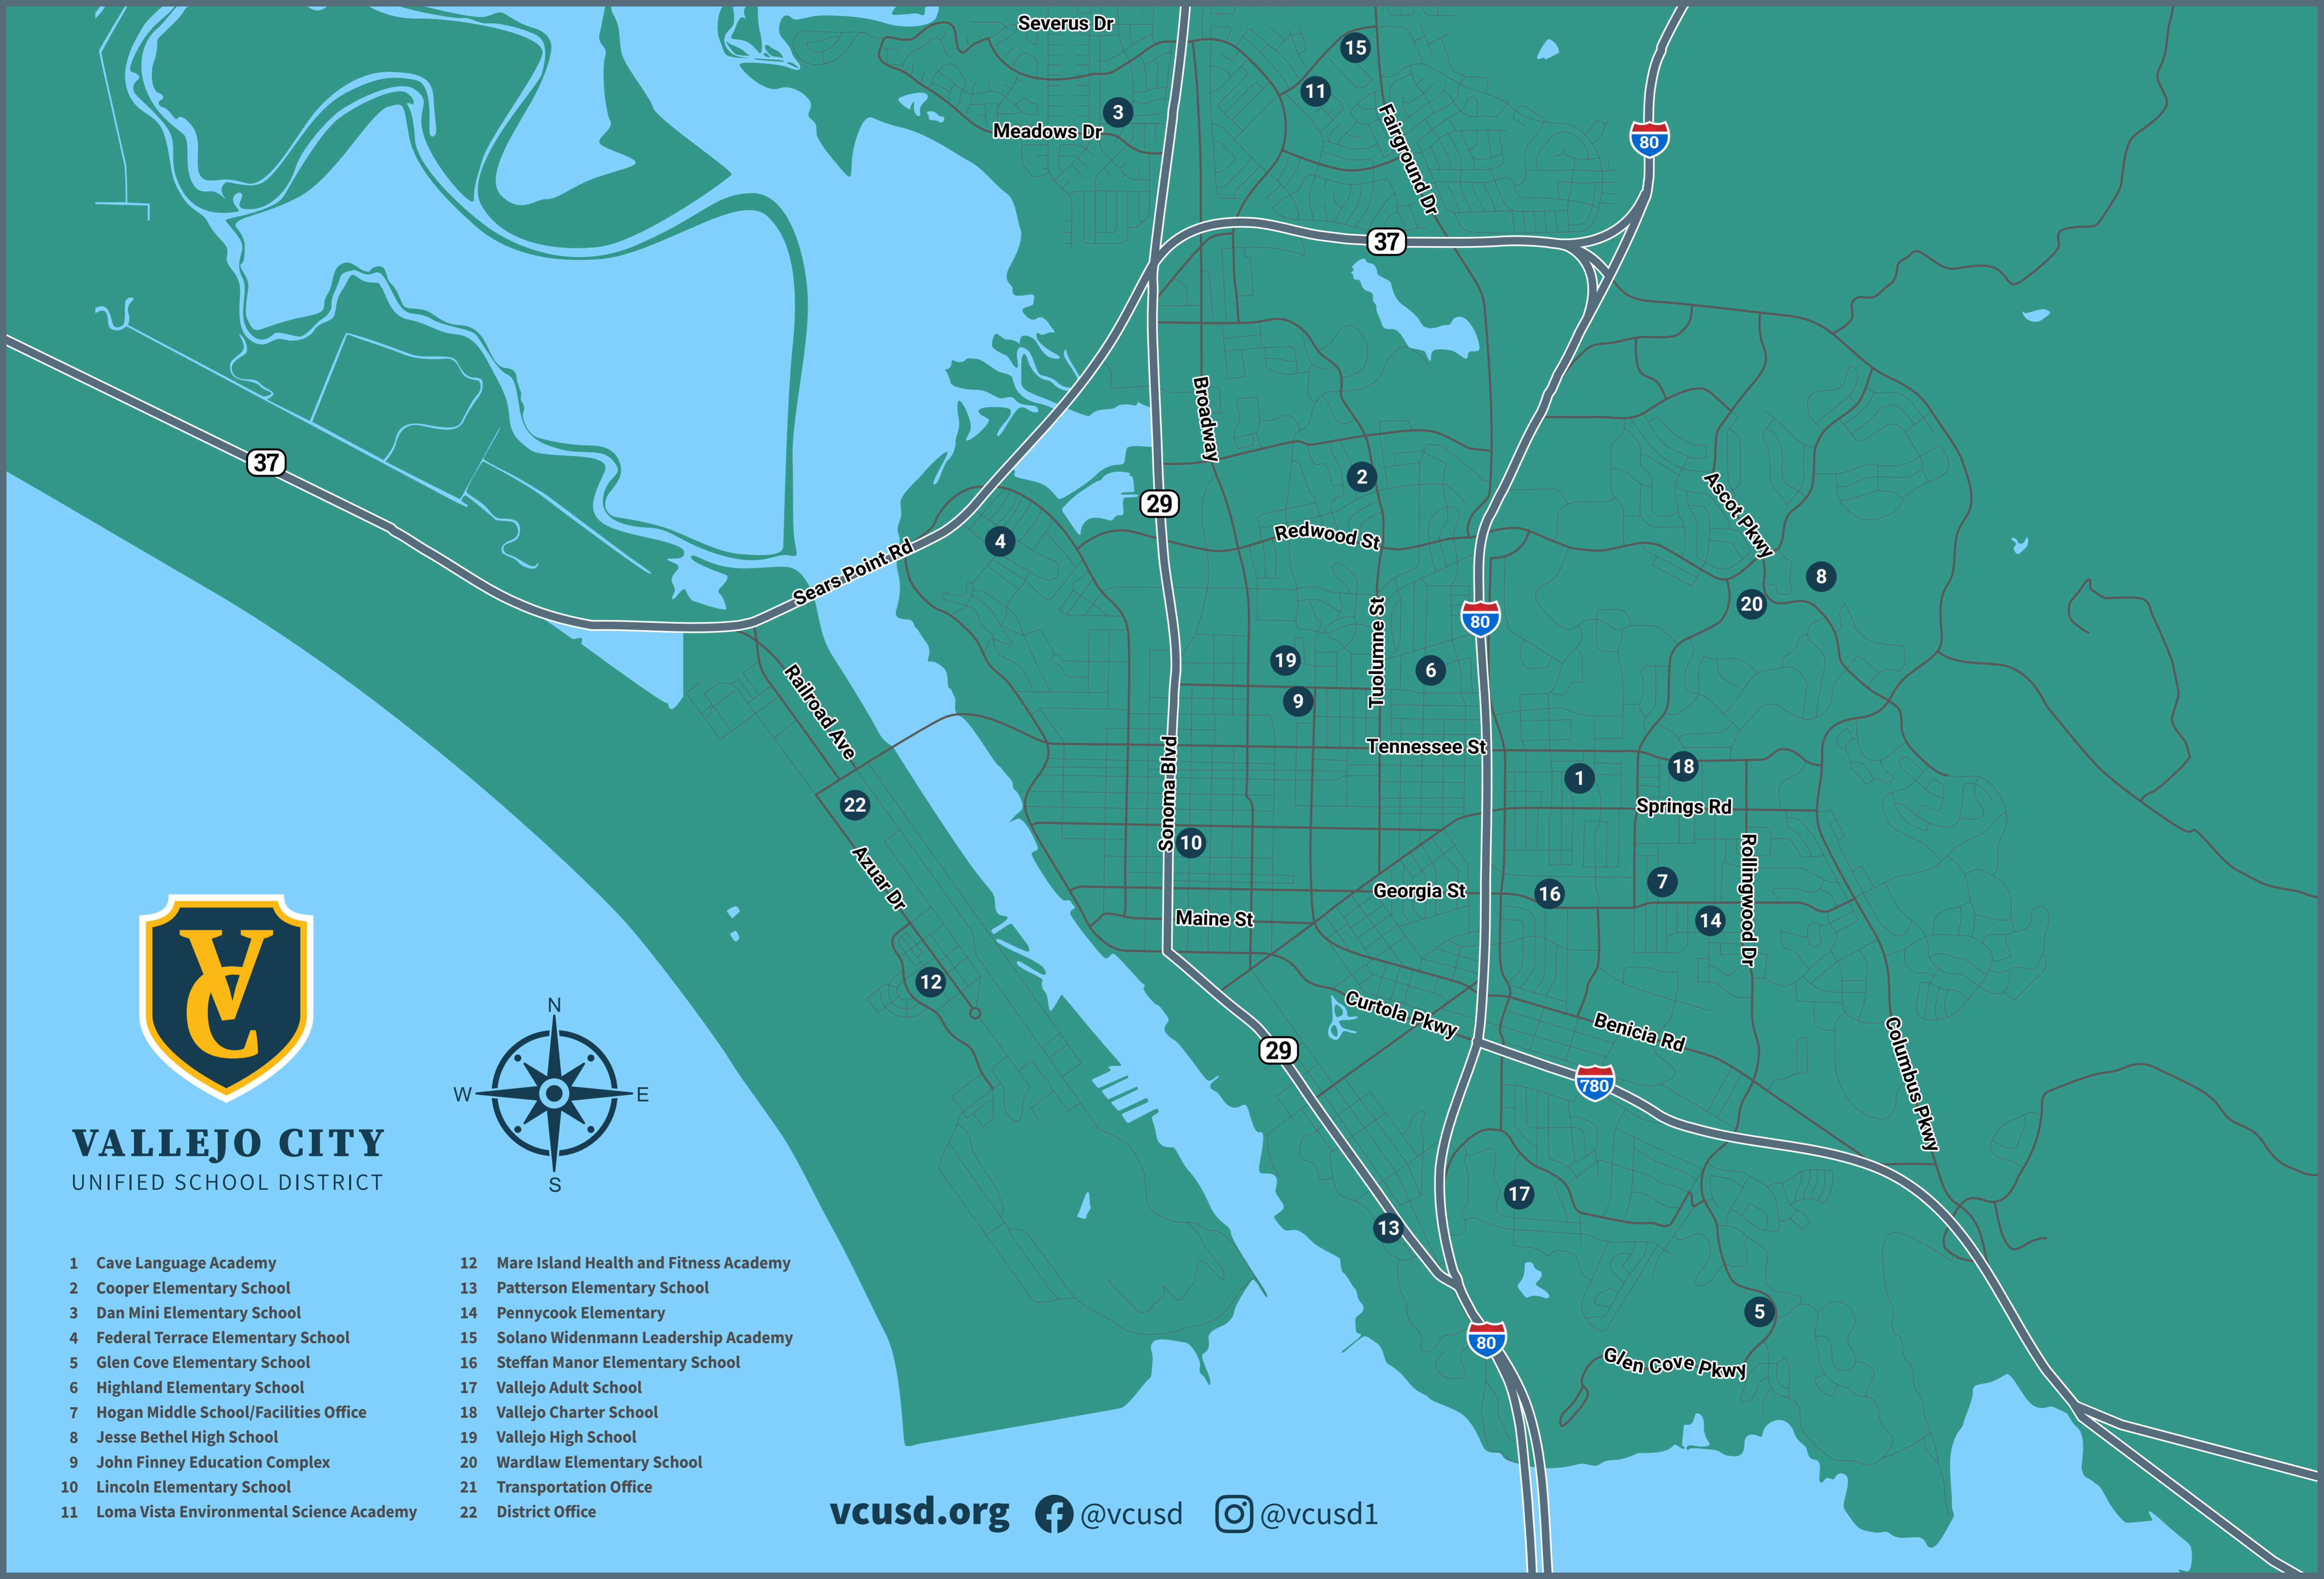 Severus Dr
15
11
3
Meadows Dr
Fairground Dr
80
37
37
Broadway
2
29
Redwood St
4
Sears Point Rd
Ascot Pkwy
8
20
80
Tuolumne St
19
6
9
Railroad Ave
Tennessee St
Sonoma Blvd
18
1
22
Springs Rd
10
Azuar Dr
Rollingwood Dr
7
Georgia St
16
14
Maine St
12
Curtola Pkwy
Benicia Rd
29
780
Columbus Pkwy
17
13
5
80
Glen Cove Pkwy
VC
VALLEJO CITY
UNIFIED SCHOOL DISTRICT
N
W E
S
1 Cave Language Academy
2 Cooper Elementary School
3 Dan Mini Elementary School
4 Federal Terrace Elementary School
5 Glen Cove Elementary School
6 Highland Elementary School
7 Hogan Middle School/Facilities Office
8 Jesse Bethel High School
9 John Finney Education Complex
10 Lincoln Elementary School
11 Loma Vista Environmental Science Academy
12 Mare Island Health and Fitness Academy
13 Patterson Elementary School
14 Pennycook Elementary
15 Solano Widenmann Leadership Academy
16 Steffan Manor Elementary School
17 Vallejo Adult School
18 Vallejo Charter School
19 Vallejo High School
20 Wardlaw Elementary School
21 Transportation Office
22 District Office
vcusd.org @vcusd @vcusd1